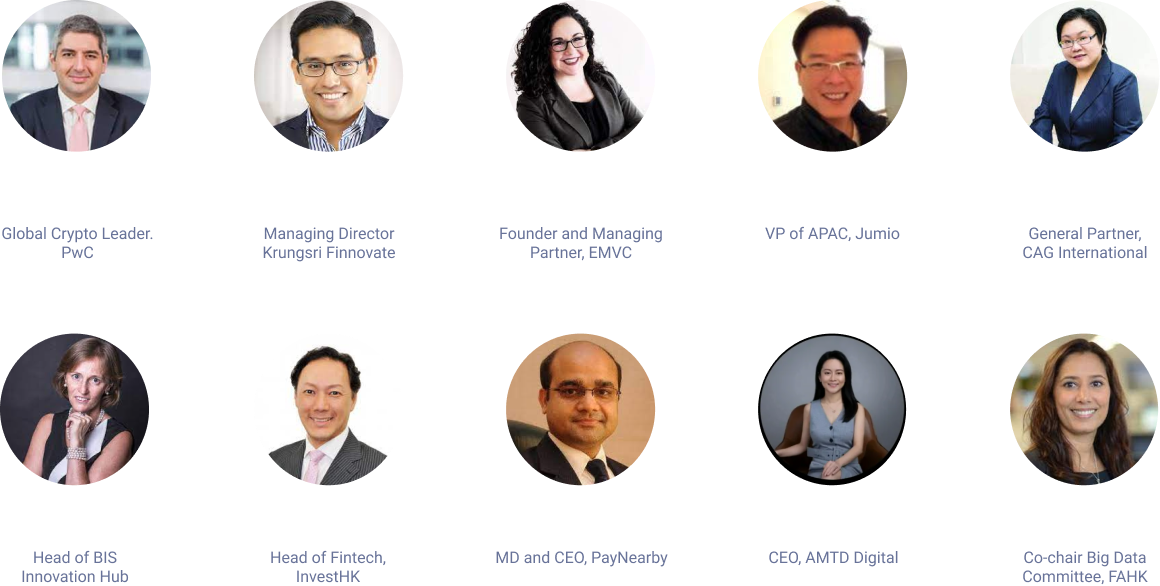 Global Crypto Leader.
PwC
Managing Director
Krungsri Finnovate
Founder and Managing
Partner, EMVC
VP of APAC, Jumio
General Partner,
CAG International
Head of BIS
Innovation Hub
Head of Fintech,
InvestHK
MD and CEO, PayNearby
CEO, AMTD Digital
Co-chair Big Data
Committee, FAHK